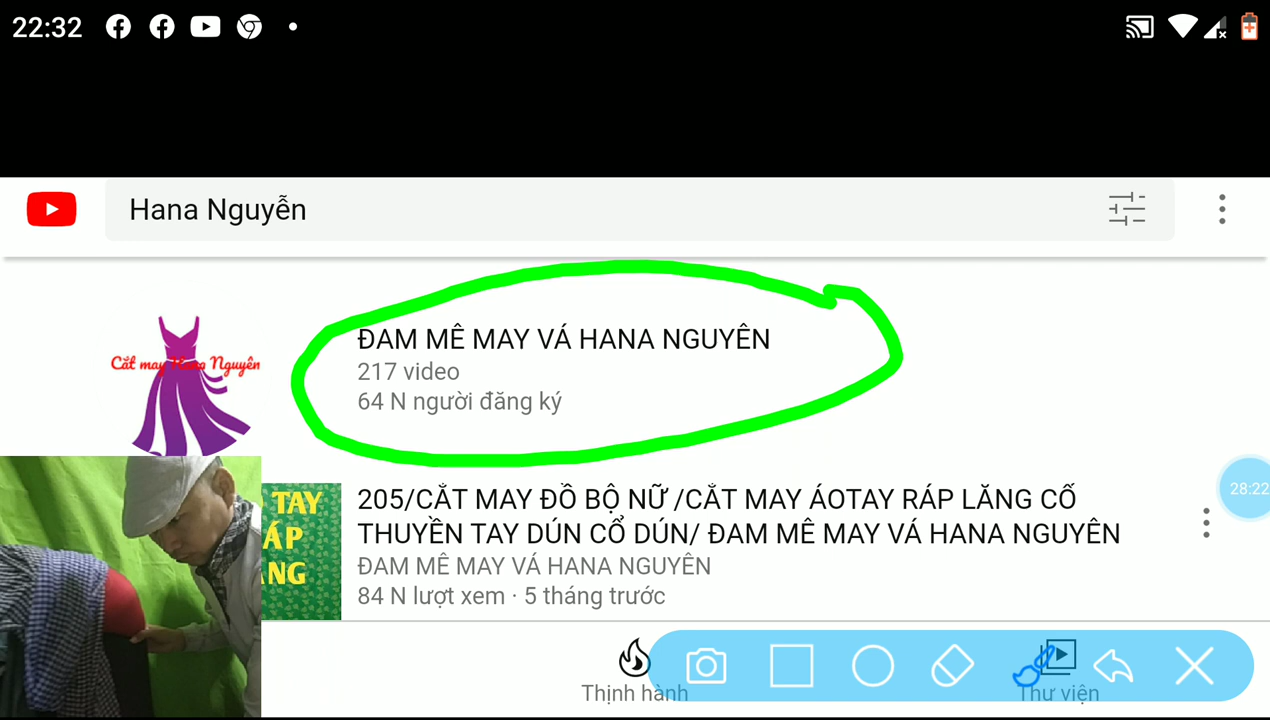 22:32
Hana Nguyễn
ĐAM MÊ MAY VÁ HANA NGUYÊN
217 video
64 N người đăng ký
Cắt may Hana Nguyên
TAY
ÁP
NG
205/CẮT MAY ĐỒ BỘ NỮ /CẮT MAY ÁOTAY RÁP LĂNG CỐ
THUYỀN TAY DÚN CỔ DÚN/ ĐAM MÊ MAY VÁ HANA NGUYÊN
ĐAM MÊ MAY VÁ HANA NGUYÊN
84 N lượt xem · 5 tháng trước
28:22
Thịnh hành
Thư viện